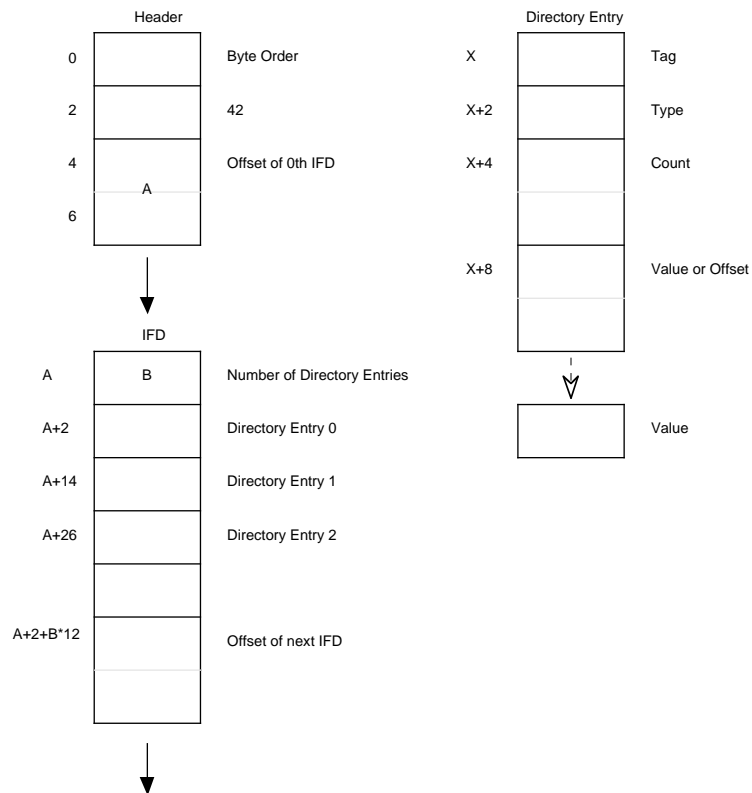 Header
0 Byte Order
2 42
4 Offset of 0th IFD
A
6
IFD
A B Number of Directory Entries
A+2 Directory Entry 0
A+14 Directory Entry 1
A+26 Directory Entry 2
A+2+B*12 Offset of next IFD
Directory Entry
X Tag
X+2 Type
X+4 Count
X+8 Value or Offset
Value